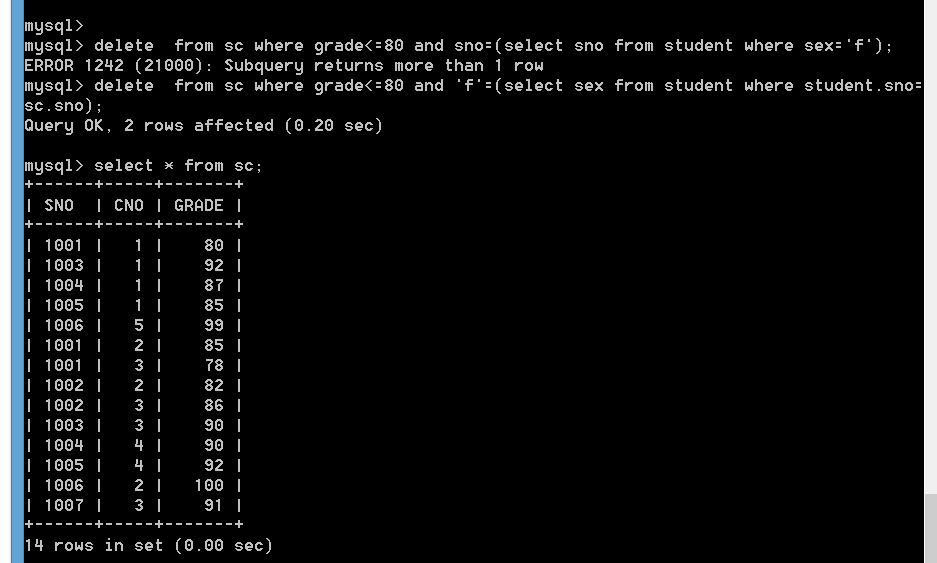 mysql>
mysql> delete  from sc where grade<=80 and sno=(select sno from student where sex='f');
ERROR 1242 (21000): Subquery returns more than 1 row
mysql> delete  from sc where grade<=80 and 'f'=(select sex from student where student.sno=
sc.sno);
Query OK, 2 rows affected (0.20 sec)
mysql> select * from sc;
+------+-----+-------+
| SNO  | CNO | GRADE |
+------+-----+-------+
| 1001 |   1 |    80 |
| 1003 |   1 |    92 |
| 1004 |   1 |    87 |
| 1005 |   1 |    85 |
| 1006 |   5 |    99 |
| 1001 |   2 |    85 |
| 1001 |   3 |    78 |
| 1002 |   2 |    82 |
| 1002 |   3 |    86 |
| 1003 |   3 |    90 |
| 1004 |   4 |    90 |
| 1005 |   4 |    92 |
| 1006 |   2 |   100 |
| 1007 |   3 |    91 |
+------+-----+-------+
14 rows in set (0.00 sec)